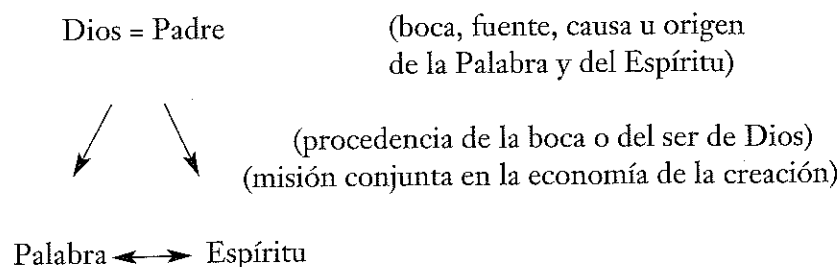 Dios = Padre (boca, fuente, causa u origen
de la Palabra y del Espíritu)
(procedencia de la boca o del ser de Dios)
(misión conjunta en la economía de la creación)
Palabra Espíritu